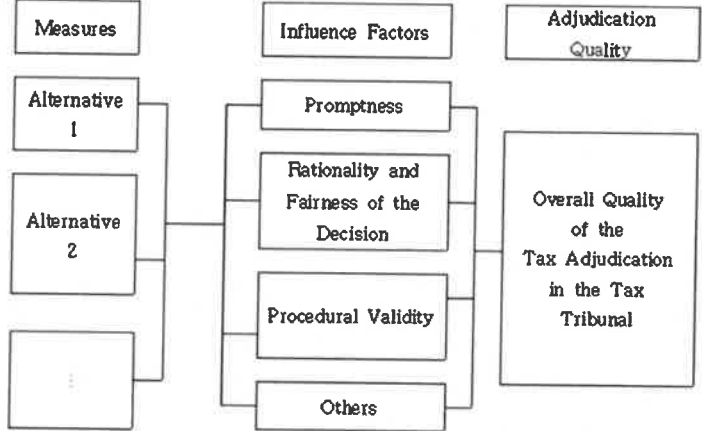 Measures
Influence Factors
Adjudication
Quality
Alternative
1
Alternative
2
⋮
Promptness
Rationality and
Fairness of the
Decision
Procedural Validity
Others
Overall Quality
of the
Tax Adjudication
in the Tax
Tribunal